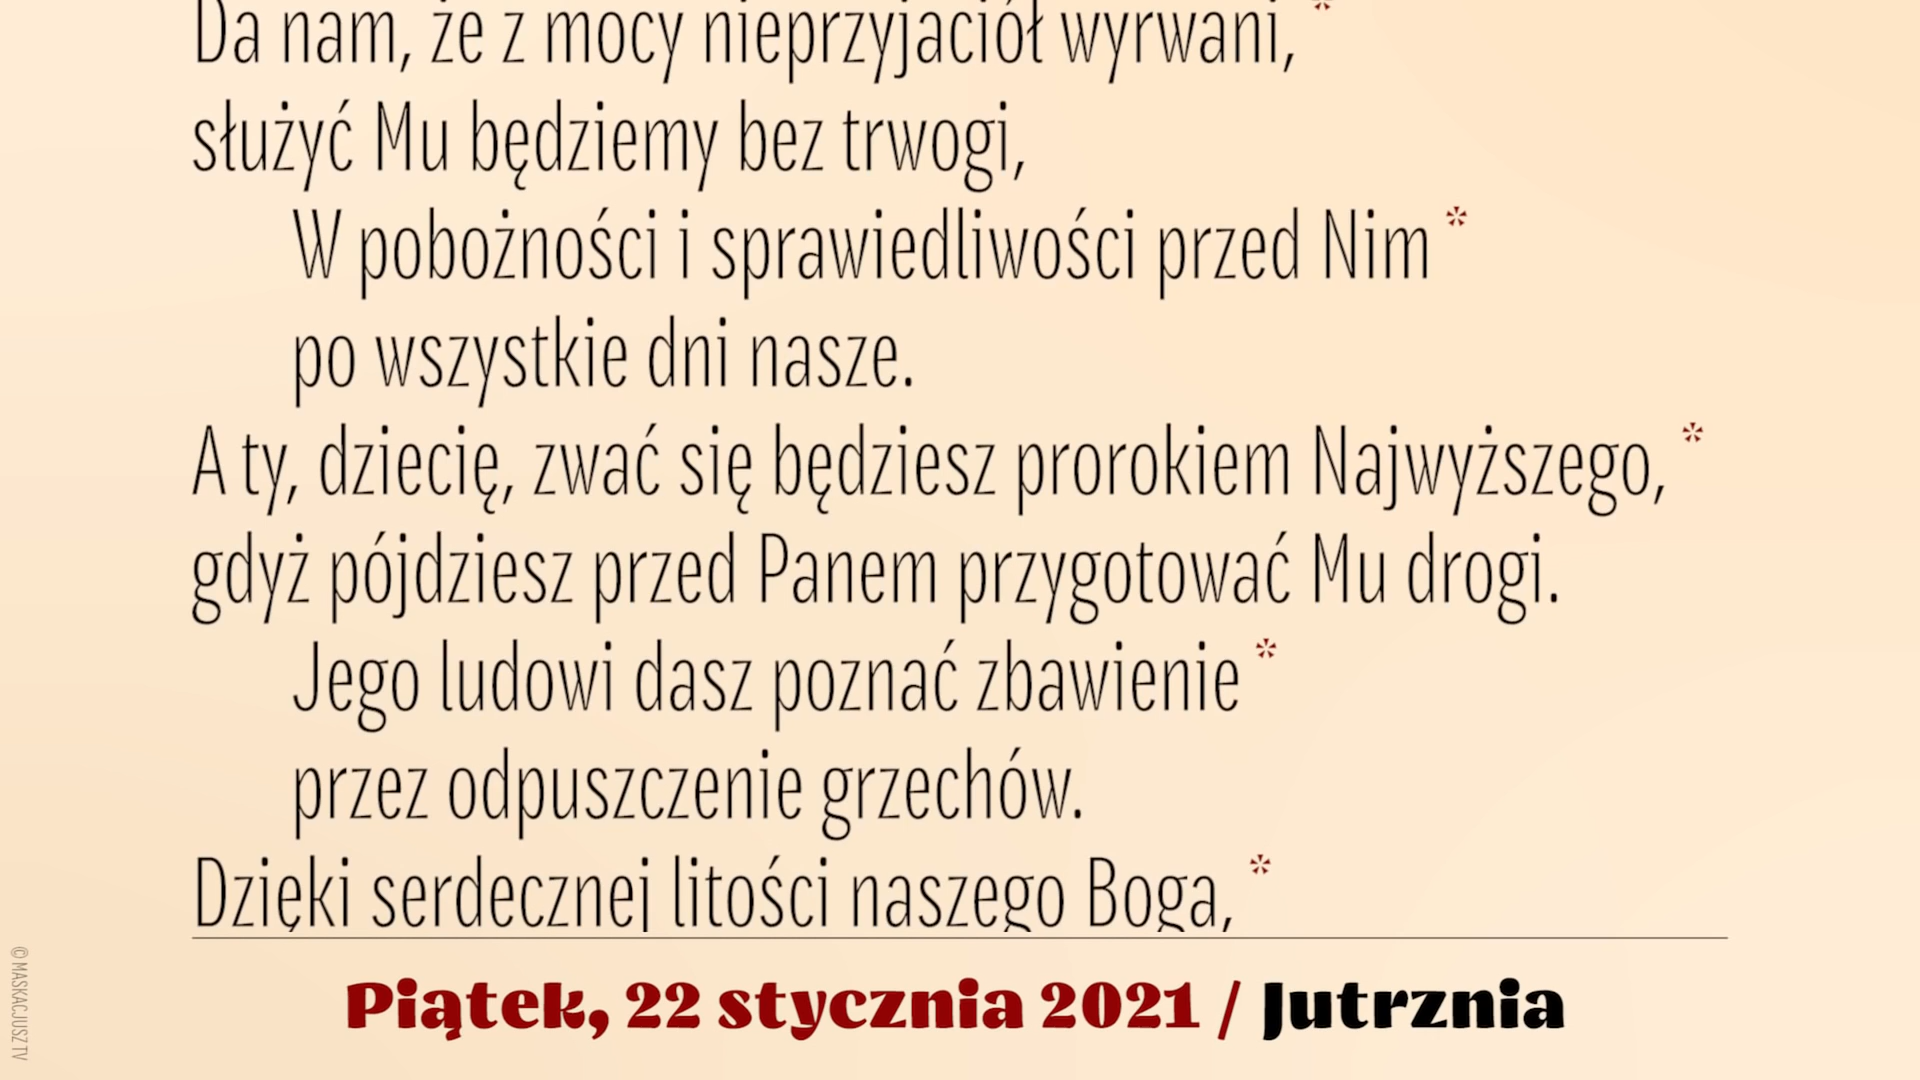 Da nam, że z mocy nieprzyjaciół wyrwani, *
służyć Mu będziemy bez trwogi,
W pobożności i sprawiedliwości przed Nim *
po wszystkie dni nasze.
A ty, dziecię, zwać się będziesz prorokiem Najwyższego, *
gdyż pójdziesz przed Panem przygotować Mu drogi.
Jego ludowi dasz poznać zbawienie *
przez odpuszczenie grzechów.
Dzięki serdecznej litości naszego Boga, *
Piątek, 22 stycznia 2021 / Jutrznia
© MASKACJUSZ TV